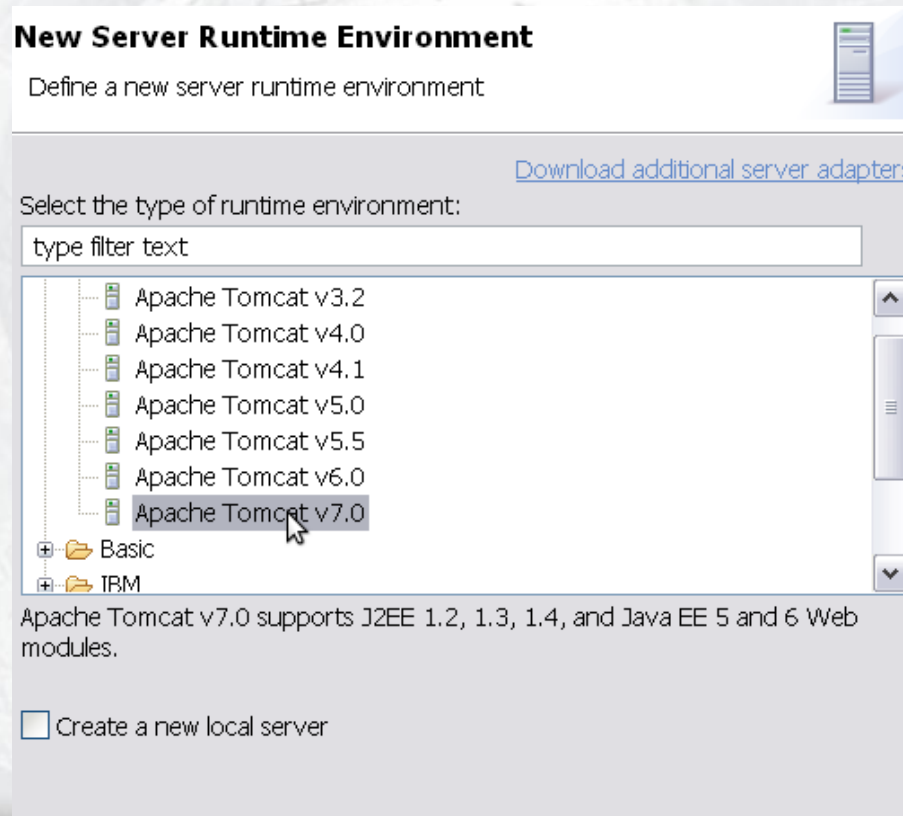 New Server Runtime Environment
Define a new server runtime environment
Download additional server adapters
Select the type of runtime environment:
type filter text
Apache Tomcat v3.2
Apache Tomcat v4.0
Apache Tomcat v4.1
Apache Tomcat v5.0
Apache Tomcat v5.5
Apache Tomcat v6.0
Apache Tomcat v7.0
Basic
IBM
Apache Tomcat v7.0 supports J2EE 1.2, 1.3, 1.4, and Java EE 5 and 6 Web
modules.
Create a new local server